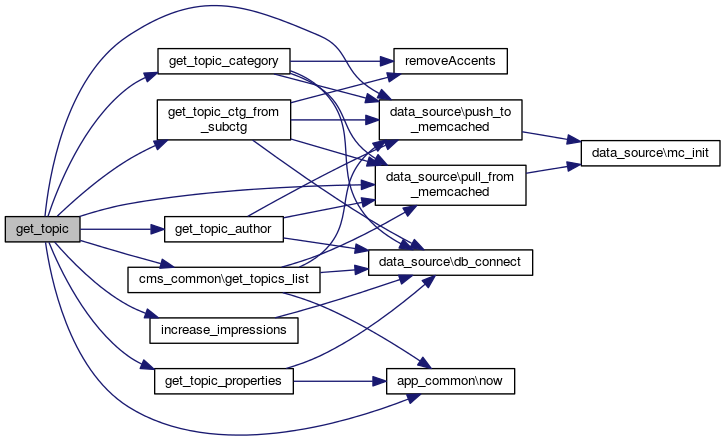 get_topic
get_topic_category
get_topic_ctg_from
_subctg
get_topic_author
cms_common\get_topics_list
increase_impressions
get_topic_properties
removeAccents
data_source\push_to
_memcached
data_source\pull_from
_memcached
data_source\db_connect
app_common\now
data_source\mc_init